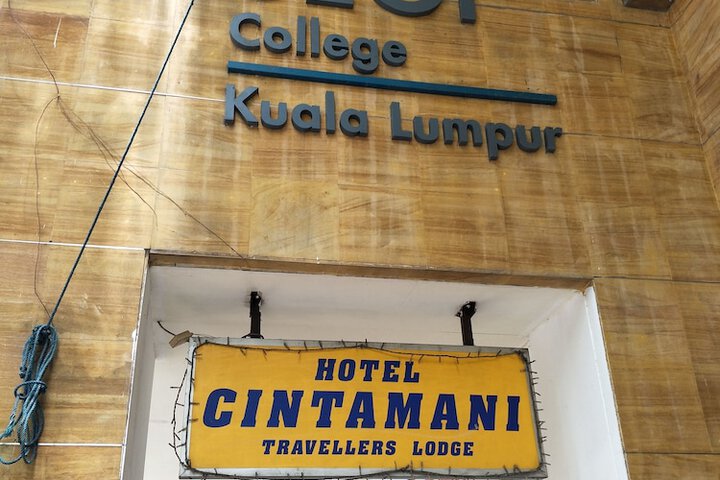 College
Kuala Lumpur
HOTEL
CINTAMANI
TRAVELLERS LODGE